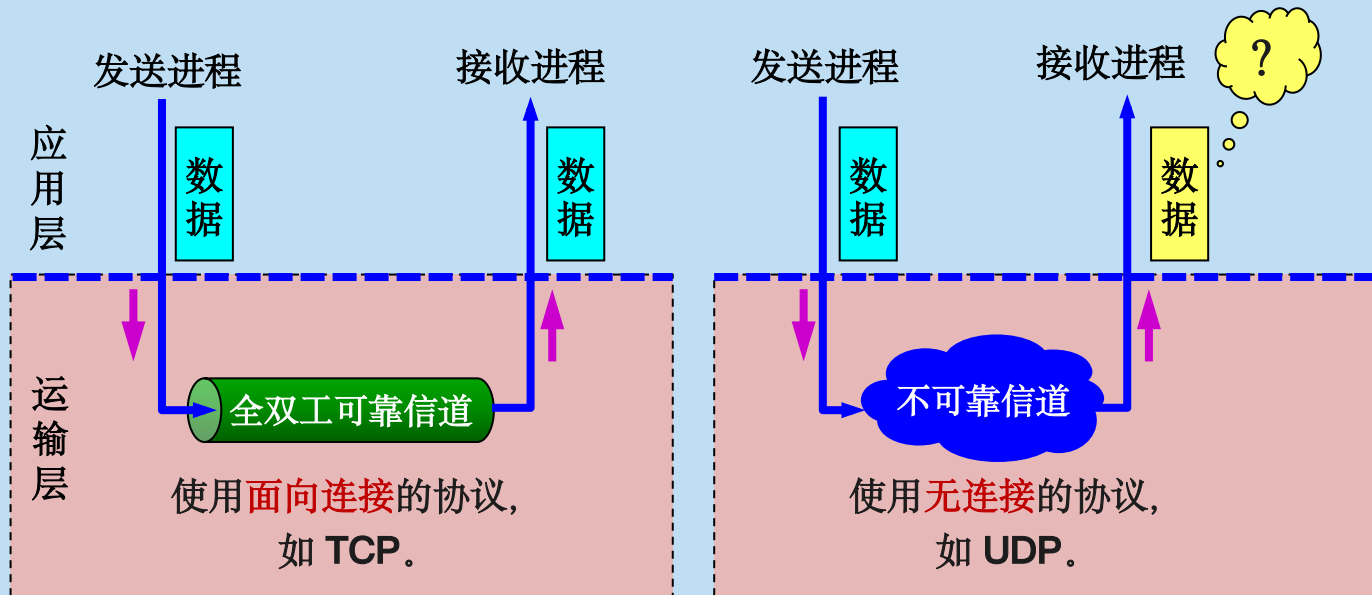 发送进程
接收进程
应用层
数据
数据
运输层
全双工可靠信道
使用面向连接的协议,
如 TCP。
发送进程
接收进程
?
数据
数据
不可靠信道
使用无连接的协议,
如 UDP。